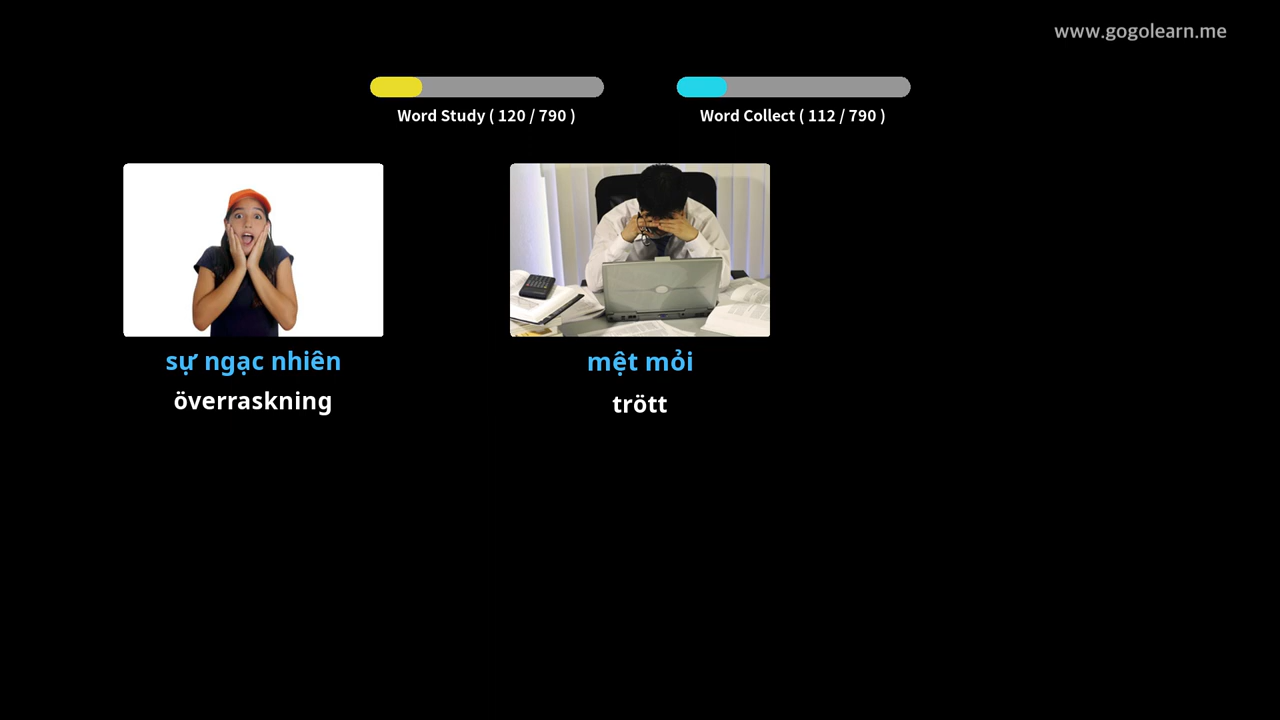 www.gogolearn.me
Word Study ( 120 / 790 )
Word Collect ( 112 / 790 )
sự ngạc nhiên
överraskning
mệt mỏi
trött